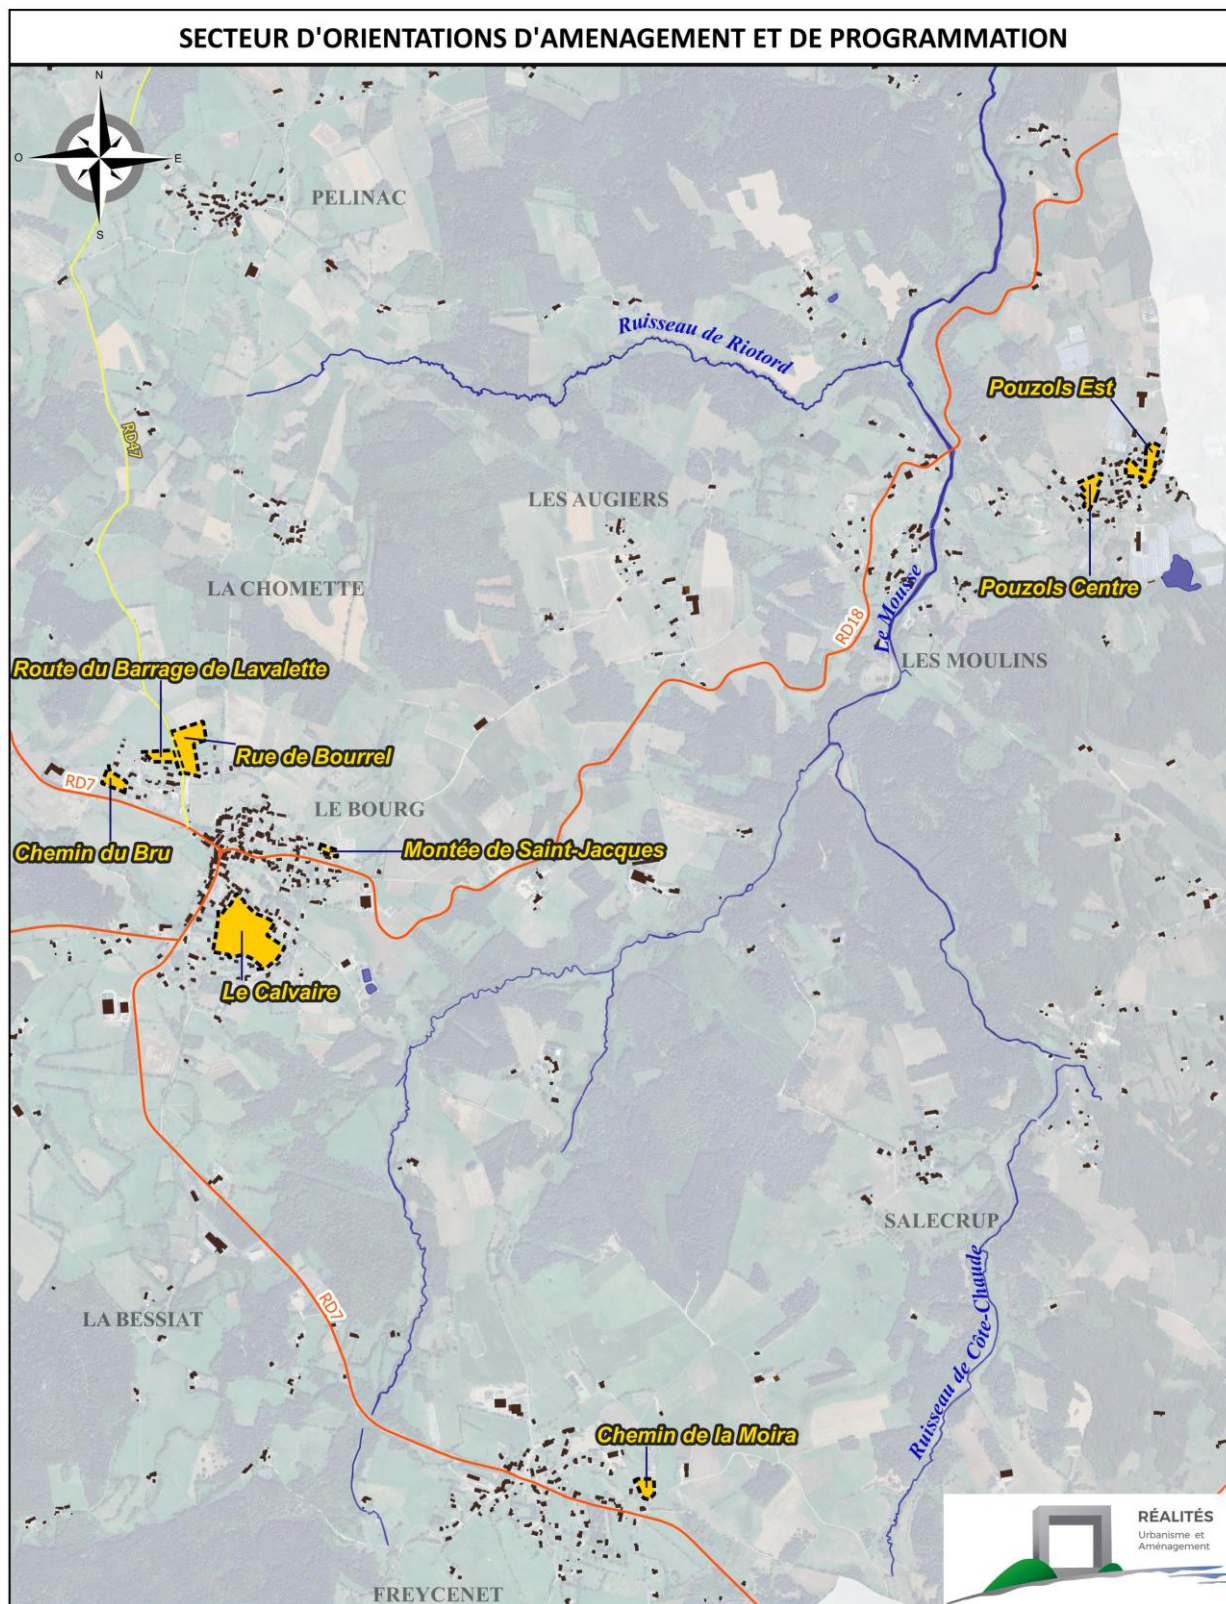 SECTEUR D'ORIENTATIONS D'AMENAGEMENT ET DE PROGRAMMATION
N
O
E
S
PELINAC
Ruisseau de Riotord
Pouzols Est
RD47
LES AUGIERS
LA CHOMETTE
Pouzols Centre
Le Mousse
RD18
LES MOULINS
Route du Barrage de Lavalette
Rue de Bourrel
RD7
LE BOURG
Chemin du Bru
Montée de Saint-Jacques
Le Calvaire
SALECRUP
Ruisseau de Côte-Chaude
RD7
LA BESSIAT
Chemin de la Moira
FREYCENET
RÉALITÉS
Urbanisme et
Aménagement